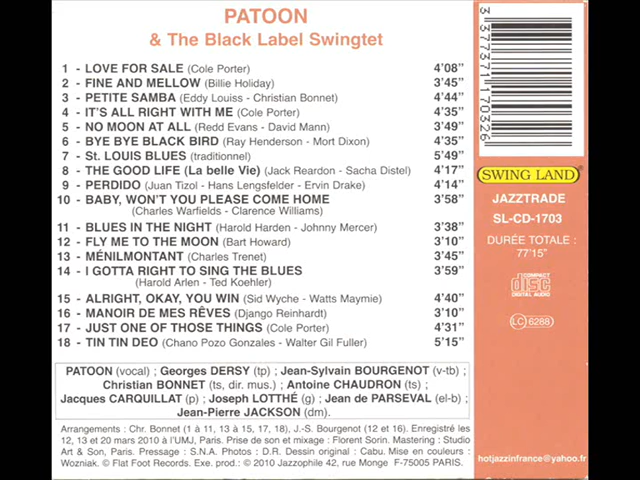 PATOON
& The Black Label Swingtet
1 - LOVE FOR SALE (Cole Porter) 4'08"
2 - FINE AND MELLOW (Billie Holiday) 3'45"
3 - PETITE SAMBA (Eddy Louiss - Christian Bonnet) 4'44"
4 - IT'S ALL RIGHT WITH ME (Cole Porter) 4'35"
5 - NO MOON AT ALL (Redd Evans - David Mann) 3'49"
6 - BYE BYE BLACK BIRD (Ray Henderson - Mort Dixon) 4'35"
7 - St. LOUIS BLUES (traditionnel) 5'49"
8 - THE GOOD LIFE (La belle Vie) (Jack Reardon - Sacha Distel) 4'17"
9 - PERDIDO (Juan Tizol - Hans Lengsfelder - Ervin Drake) 4'14"
10 - BABY, WON'T YOU PLEASE COME HOME 3'58"
(Charles Warfields - Clarence Williams)
11 - BLUES IN THE NIGHT (Harold Harden - Johnny Mercer) 3'38"
12 - FLY ME TO THE MOON (Bart Howard) 3'10"
13 - MÉNILMONTANT (Charles Trenet) 3'45"
14 - I GOTTA RIGHT TO SING THE BLUES 3'59"
(Harold Arlen - Ted Koehler)
15 - ALRIGHT, OKAY, YOU WIN (Sid Wyche - Watts Maymie) 4'40"
16 - MANOIR DE MES RÊVES (Django Reinhardt) 3'10"
17 - JUST ONE OF THOSE THINGS (Cole Porter) 4'31"
18 - TIN TIN DEO (Chano Pozo Gonzales - Walter Gil Fuller) 5'15"
PATOON (vocal) ; Georges DERSY (tp) ; Jean-Sylvain BOURGENOT (v-tb) ;
Christian BONNET (ts, dir. mus.) ; Antoine CHAUDRON (ts) ;
Jacques CARQUILLAT (p) ; Joseph LOTTHÉ (g) ; Jean de PARSEVAL (el-b) ;
Jean-Pierre JACKSON (dm).
Arrangements : Chr. Bonnet (1 à 11, 13 à 15, 17, 18), J.-S. Bourgenot (12 et 16). Enregistré les
12, 13 et 20 mars 2010 à l'UMJ, Paris. Prise de son et mixage : Florent Sorin. Mastering : Studio
Art & Son, Paris. Pressage : S.N.A. Photos : D.R. Dessin original : Cabu. Mise en couleurs :
Wozniak. © Flat Foot Records. Exe. prod.: © 2010 Jazzophile 42, rue Monge F-75005 PARIS.
3 377371 170326
SWING LAND
JAZZTRADE
SL-CD-1703
DURÉE TOTALE :
77'15"
COMPACT
disc
DIGITAL AUDIO
LC 6288
hotjazzinfrance@yahoo.fr